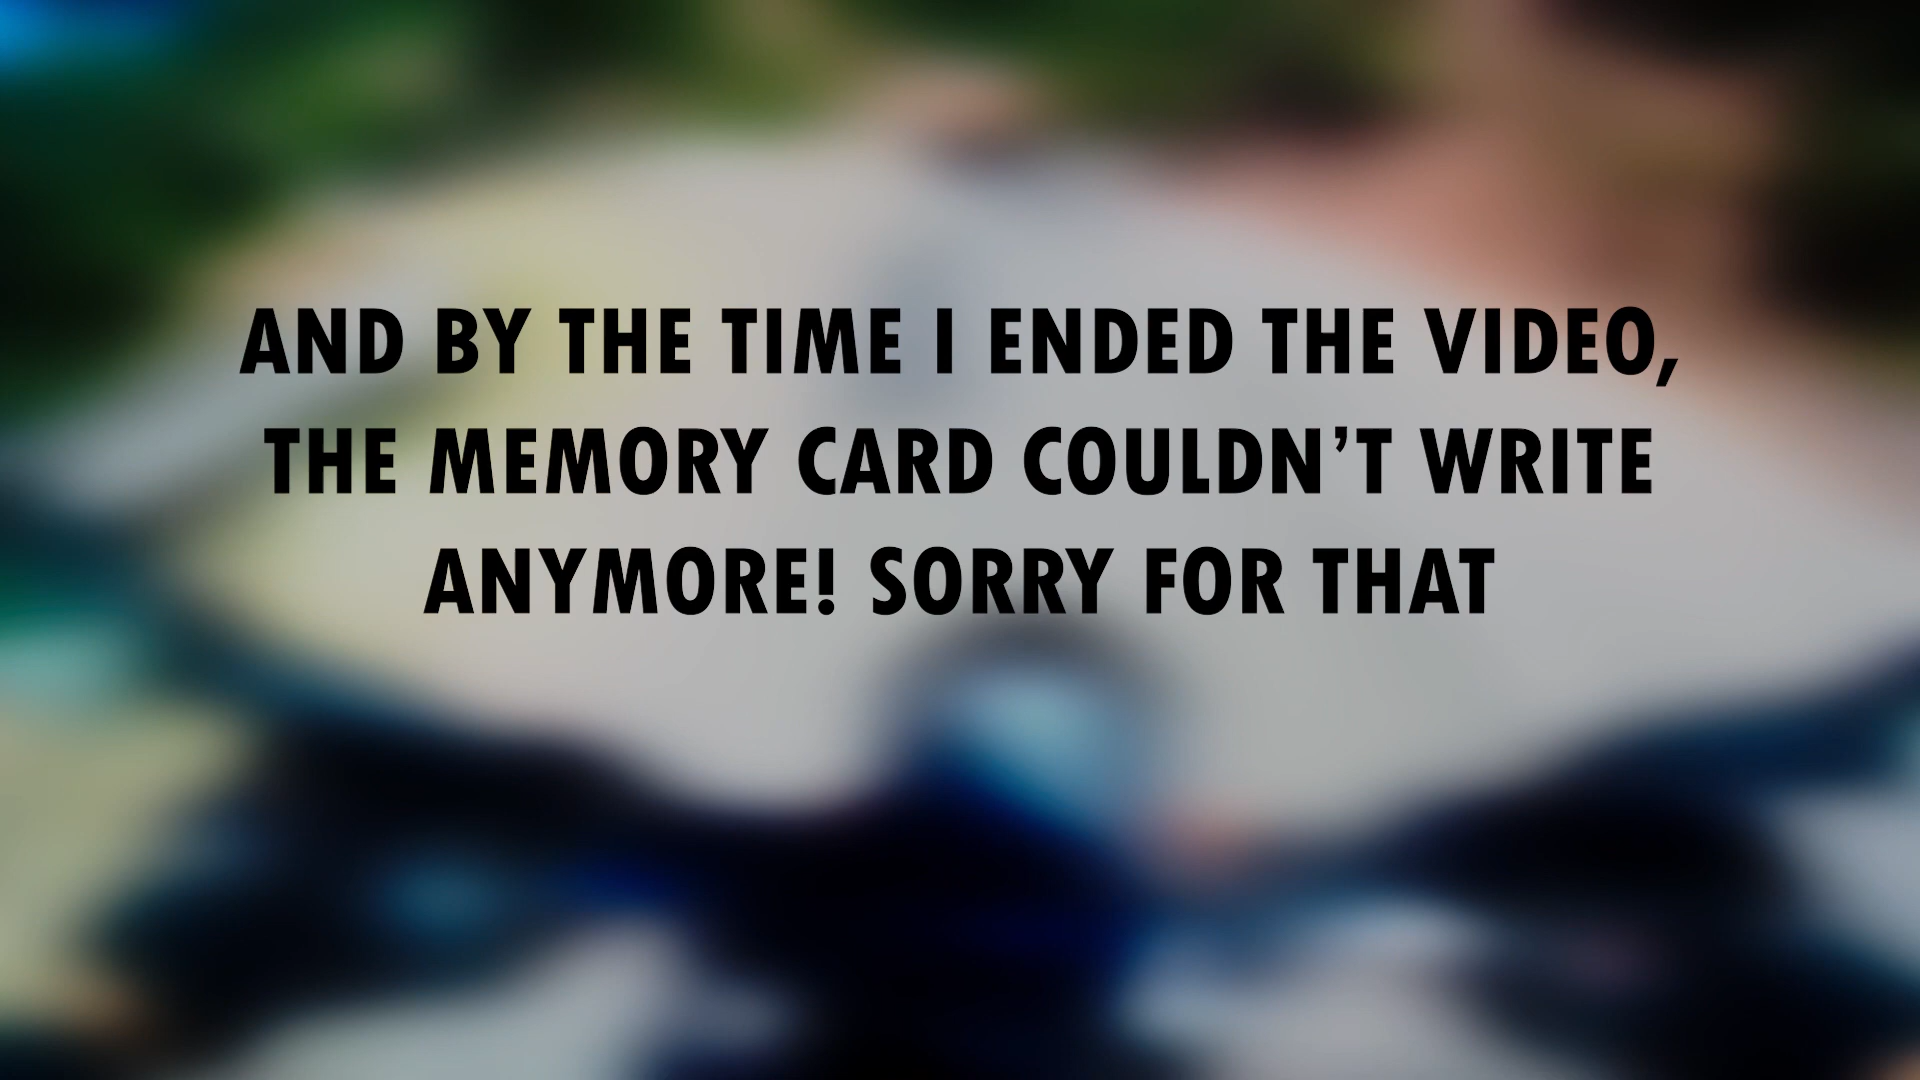 AND BY THE TIME I ENDED THE VIDEO,
THE MEMORY CARD COULDN’T WRITE
ANYMORE! SORRY FOR THAT